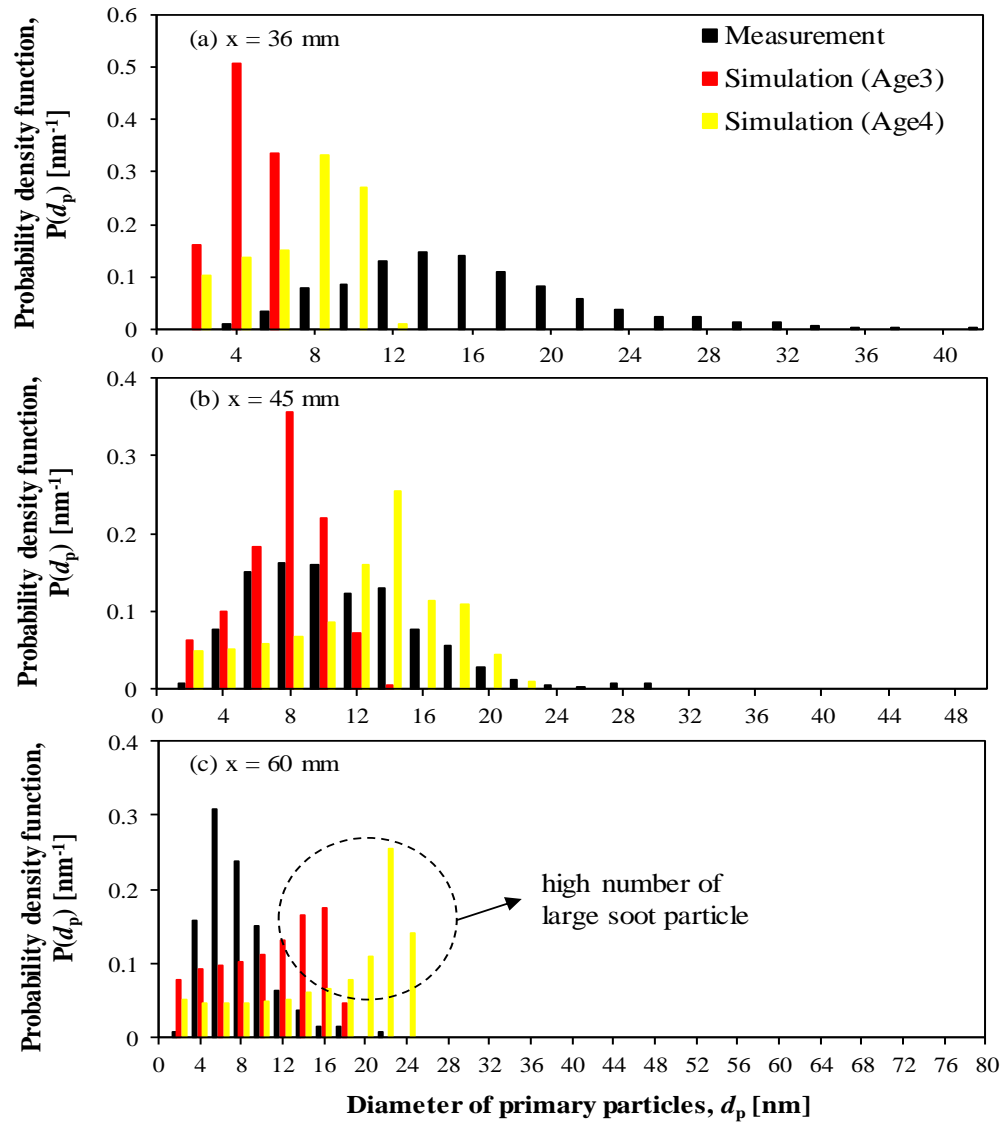 Probability density function,
P(dp) [nm-1]
0.6
0.5
0.4
0.3
0.2
0.1
0
(a) x = 36 mm
Measurement
Simulation (Age3)
Simulation (Age4)
0 4 8 12 16 20 24 28 32 36 40
Probability density function,
P(dp) [nm-1]
0.4
0.3
0.2
0.1
0
(b) x = 45 mm
0 4 8 12 16 20 24 28 32 36 40 44 48
Probability density function,
P(dp) [nm-1]
0.4
0.3
0.2
0.1
0
(c) x = 60 mm
high number of
large soot particle
0 4 8 12 16 20 24 28 32 36 40 44 48 52 56 60 64 68 72 76 80
Diameter of primary particles, dp [nm]